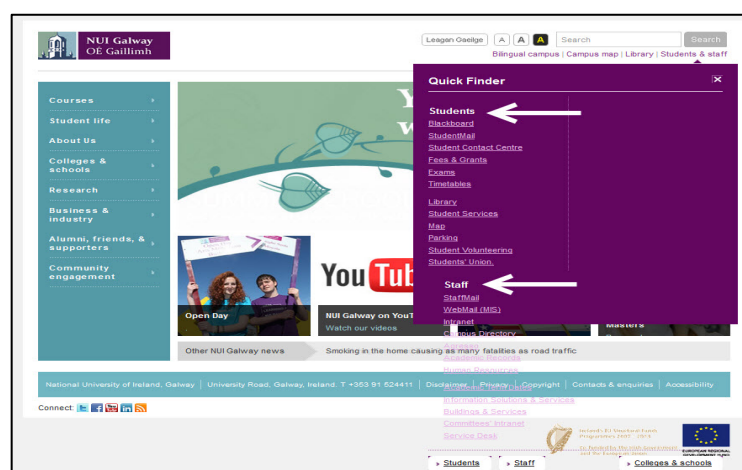 NUI Galway
OÉ Gaillimh
Leagan Gaeilge A A A Search Search
Bilingual campus | Campus map | Library | Students & staff
Quick Finder
Students
Blackboard
StudentMail
Student Contact Centre
Fees & Grants
Exams
Timetables
Library
Student Services
Map
Parking
Student Volunteering
Students' Union.
Staff
StaffMail
WebMail (MIS)
Intranet
Campus Directory
Agresso
Academic Records
Human Resources
Information Solutions & Services
Buildings & Services
Committees' Intranet
Service Desk
Courses
Student life
About Us
Colleges &
schools
Research
Business &
industry
Alumni, friends, &
supporters
Community
engagement
Open Day
You Tub
NUI Galway on YouT
Watch our videos
Masters
Other NUI Galway news
Smoking in the home causing as many fatalities as road traffic
National University of Ireland, Galway | University Road, Galway, Ireland. T +353 91 524411 | Disclaimer | Privacy | Copyright | Contacts & enquiries | Accessibility
Connect:
Students
Staff
Colleges & schools